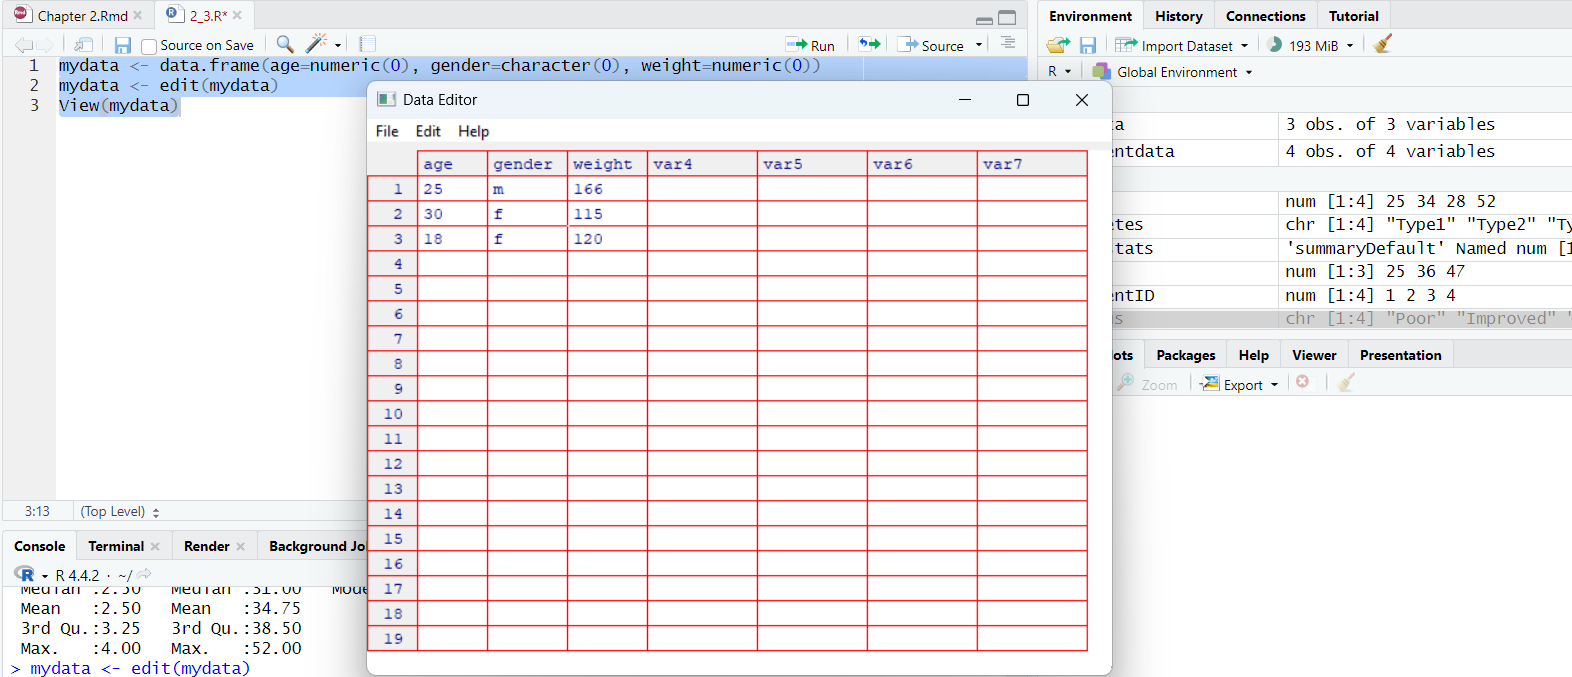 Chapter 2.Rmd
2_3.R*
Source on Save
Run
Source
1 mydata <- data.frame(age=numeric(0), gender=character(0), weight=numeric(0))
2 mydata <- edit(mydata)
3 View(mydata)
3:13 (Top Level)
Console Terminal Render Background Jo
R 4.4.2 · ~/
Median :2.50 Median :31.00 Mode
Mean :2.50 Mean :34.75
3rd Qu.:3.25 3rd Qu.:38.50
Max. :4.00 Max. :52.00
> mydata <- edit(mydata)
Data Editor
File Edit Help
age gender weight var4 var5 var6 var7
1 25 m 166
2 30 f 115
3 18 f 120
4
5
6
7
8
9
10
11
12
13
14
15
16
17
18
19
Environment History Connections Tutorial
Import Dataset 193 MiB
R Global Environment
a 3 obs. of 3 variables
ntdata 4 obs. of 4 variables
num [1:4] 25 34 28 52
tes chr [1:4] "Type1" "Type2" "Ty
tats 'summaryDefault' Named num [1
num [1:3] 25 36 47
entID num [1:4] 1 2 3 4
s chr [1:4] "Poor" "Improved" "
ots Packages Help Viewer Presentation
Zoom Export